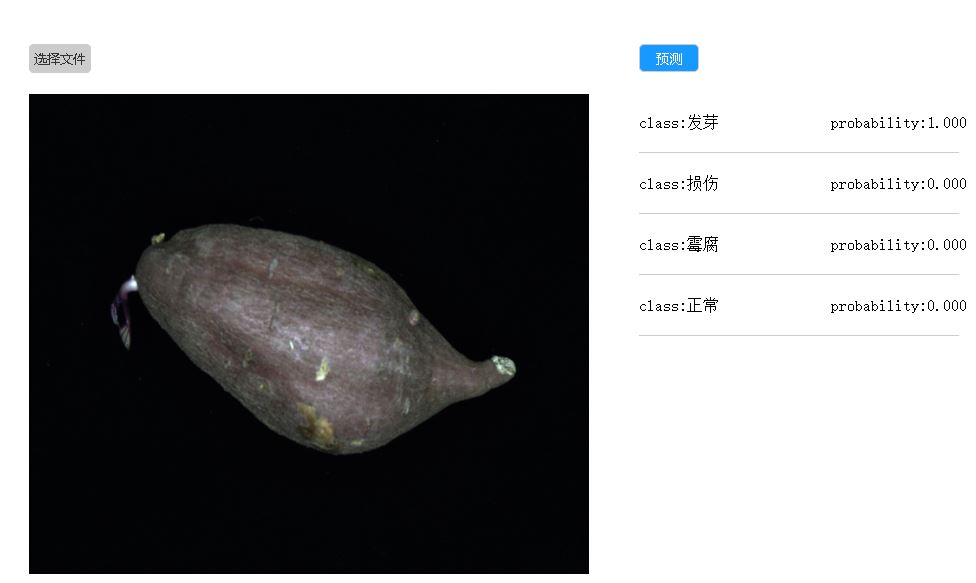 选择文件
预测
class:发芽 probability:1.000
class:损伤 probability:0.000
class:霉腐 probability:0.000
class:正常 probability:0.000